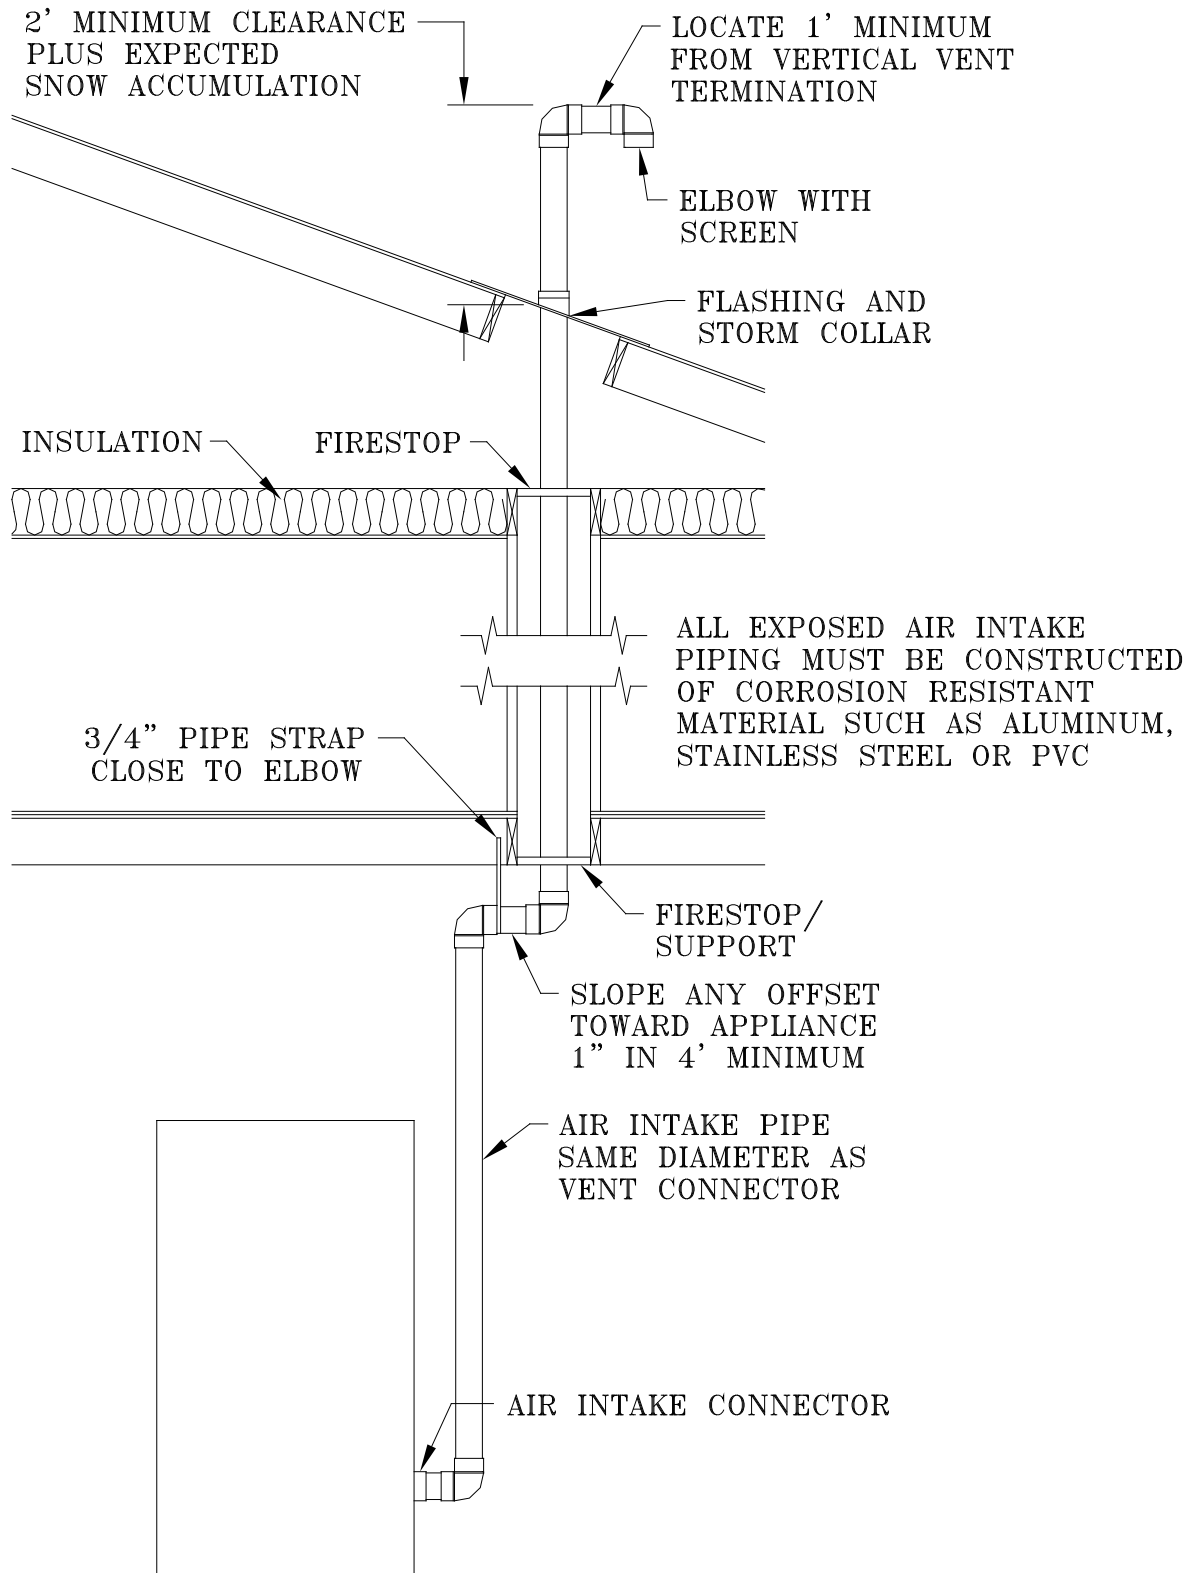 2' MINIMUM CLEARANCE
PLUS EXPECTED
SNOW ACCUMULATION
LOCATE 1' MINIMUM
FROM VERTICAL VENT
TERMINATION
ELBOW WITH
SCREEN
FLASHING AND
STORM COLLAR
INSULATION
FIRESTOP
ALL EXPOSED AIR INTAKE
PIPING MUST BE CONSTRUCTED
OF CORROSION RESISTANT
MATERIAL SUCH AS ALUMINUM,
STAINLESS STEEL OR PVC
3/4" PIPE STRAP
CLOSE TO ELBOW
FIRESTOP/
SUPPORT
SLOPE ANY OFFSET
TOWARD APPLIANCE
1" IN 4' MINIMUM
AIR INTAKE PIPE
SAME DIAMETER AS
VENT CONNECTOR
AIR INTAKE CONNECTOR